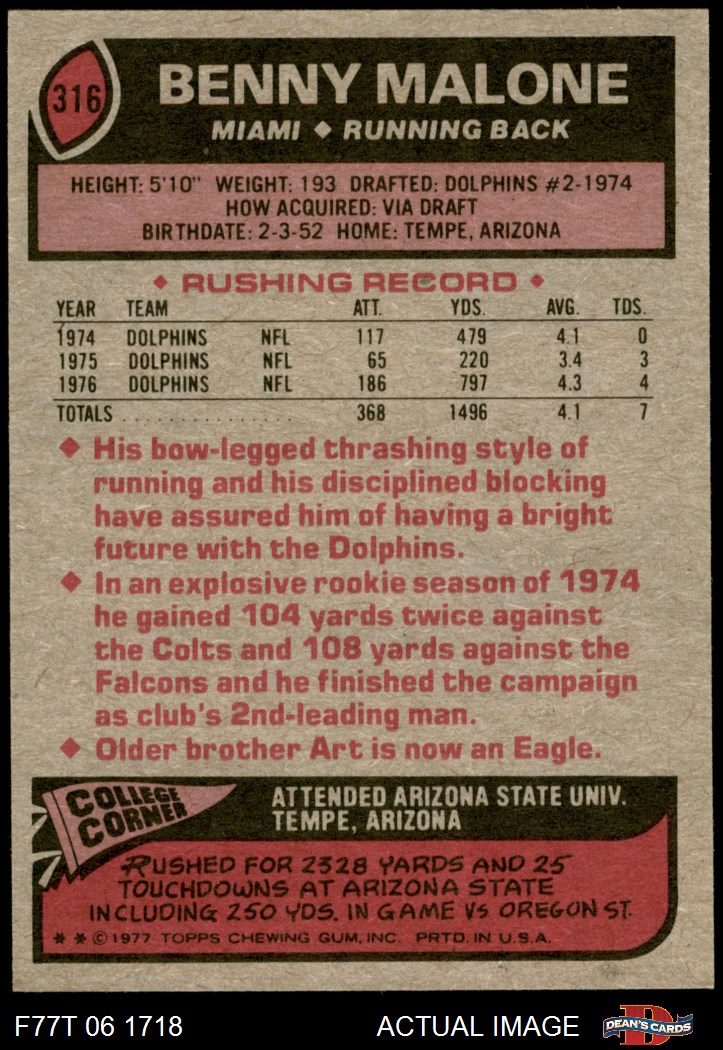 316
BENNY MALONE
MIAMI ♦ RUNNING BACK
HEIGHT: 5'10" WEIGHT: 193 DRAFTED: DOLPHINS #2-1974
HOW ACQUIRED: VIA DRAFT
BIRTHDATE: 2-3-52 HOME: TEMPE, ARIZONA
♦ RUSHING RECORD ♦
YEAR TEAM ATT. YDS. AVG. TDS.
1974 DOLPHINS NFL 117 479 4.1 0
1975 DOLPHINS NFL 65 220 3.4 3
1976 DOLPHINS NFL 186 797 4.3 4
TOTALS . . . . . . . . . . . . . . 368 1496 4.1 7
♦ His bow-legged thrashing style of
running and his disciplined blocking
have assured him of having a bright
future with the Dolphins.
♦ In an explosive rookie season of 1974
he gained 104 yards twice against
the Colts and 108 yards against the
Falcons and he finished the campaign
as club's 2nd-leading man.
♦ Older brother Art is now an Eagle.
COLLEGE
CORNER
ATTENDED ARIZONA STATE UNIV.
TEMPE, ARIZONA
RUSHED FOR 2328 YARDS AND 25
TOUCHDOWNS AT ARIZONA STATE
INCLUDING 250 YDS. IN GAME VS OREGON ST.
* * © 1977 TOPPS CHEWING GUM, INC. PRTD. IN U.S.A.
F77T 06 1718 ACTUAL IMAGE
D
DEAN'S CARDS